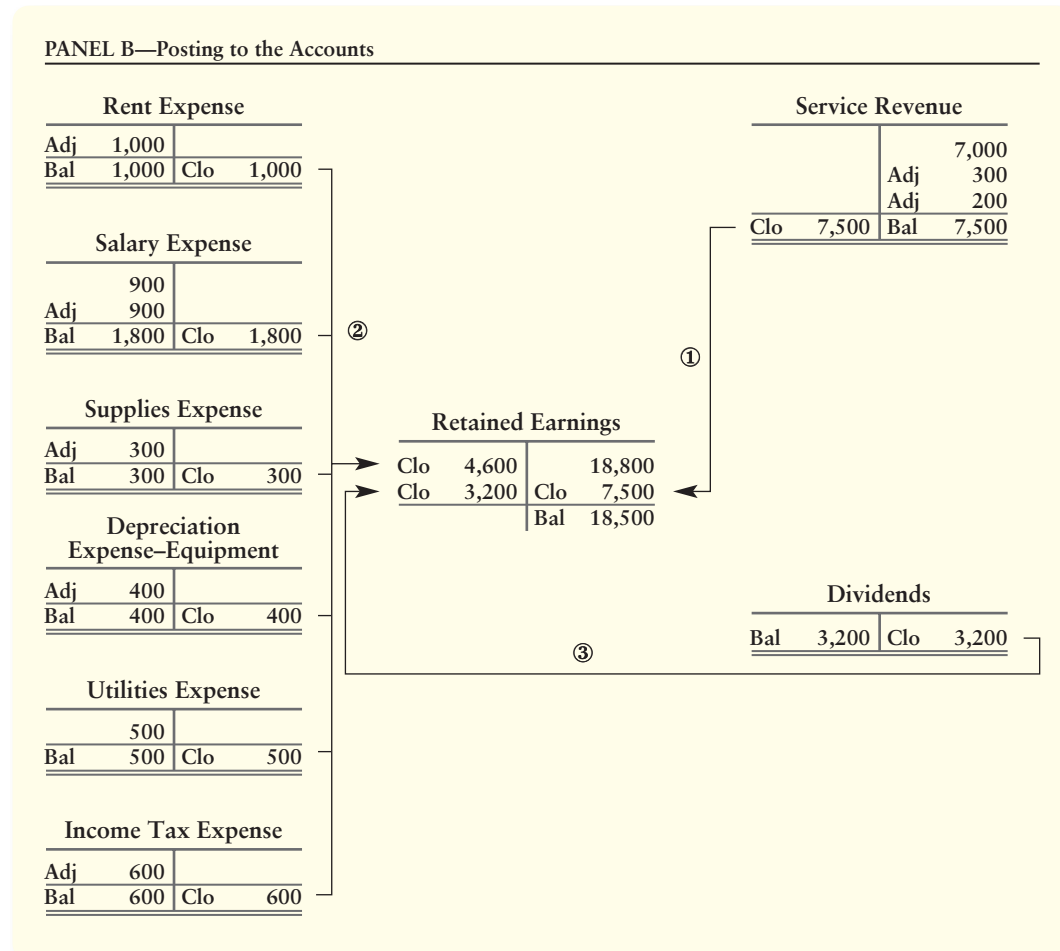 PANEL B—Posting to the Accounts
Rent Expense
Adj 1,000
Bal 1,000 Clo 1,000
Salary Expense
900
Adj 900
Bal 1,800 Clo 1,800
Supplies Expense
Adj 300
Bal 300 Clo 300
Depreciation
Expense–Equipment
Adj 400
Bal 400 Clo 400
Utilities Expense
500
Bal 500 Clo 500
Income Tax Expense
Adj 600
Bal 600 Clo 600
②
Retained Earnings
Clo 4,600 18,800
Clo 3,200 Clo 7,500
Bal 18,500
①
Service Revenue
7,000
Adj 300
Adj 200
Clo 7,500 Bal 7,500
Dividends
Bal 3,200 Clo 3,200
③